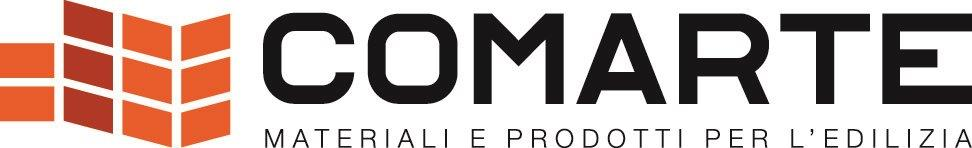 COMARTE
MATERIALI E PRODOTTI PER L'EDILIZIA